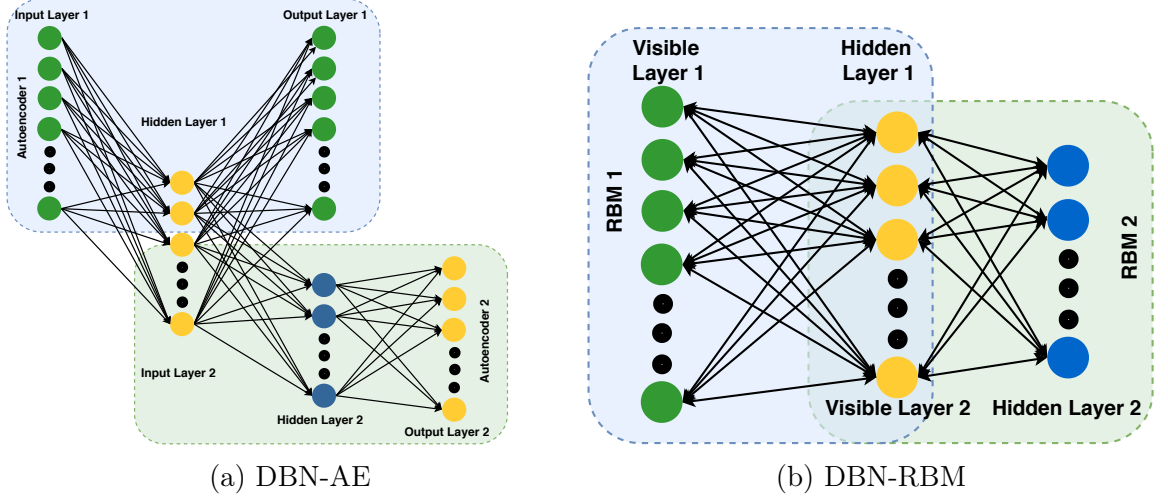 Input Layer 1
Output Layer 1
Autoencoder 1
Hidden Layer 1
Input Layer 2
Hidden Layer 2
Autoencoder 2
Output Layer 2
(a) DBN-AE
Visible
Layer 1
Hidden
Layer 1
RBM 1
RBM 2
Visible Layer 2
Hidden Layer 2
(b) DBN-RBM